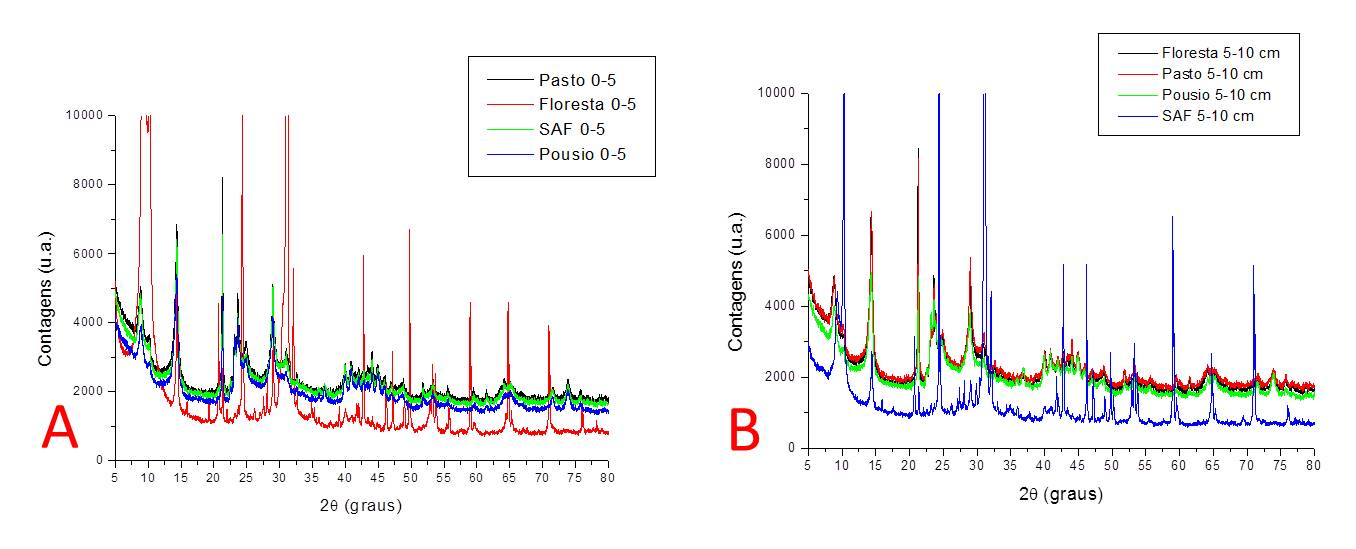 Pasto 0-5
Floresta 0-5
SAF 0-5
Pousio 0-5
10000
8000
6000
4000
2000
0
Contagens (u.a.)
5 10 15 20 25 30 35 40 45 50 55 60 65 70 75 80
2θ (graus)
A
Floresta 5-10 cm
Pasto 5-10 cm
Pousio 5-10 cm
SAF 5-10 cm
10000
8000
6000
4000
2000
0
Contagens (u.a.)
5 10 15 20 25 30 35 40 45 50 55 60 65 70 75 80
2θ (graus)
B